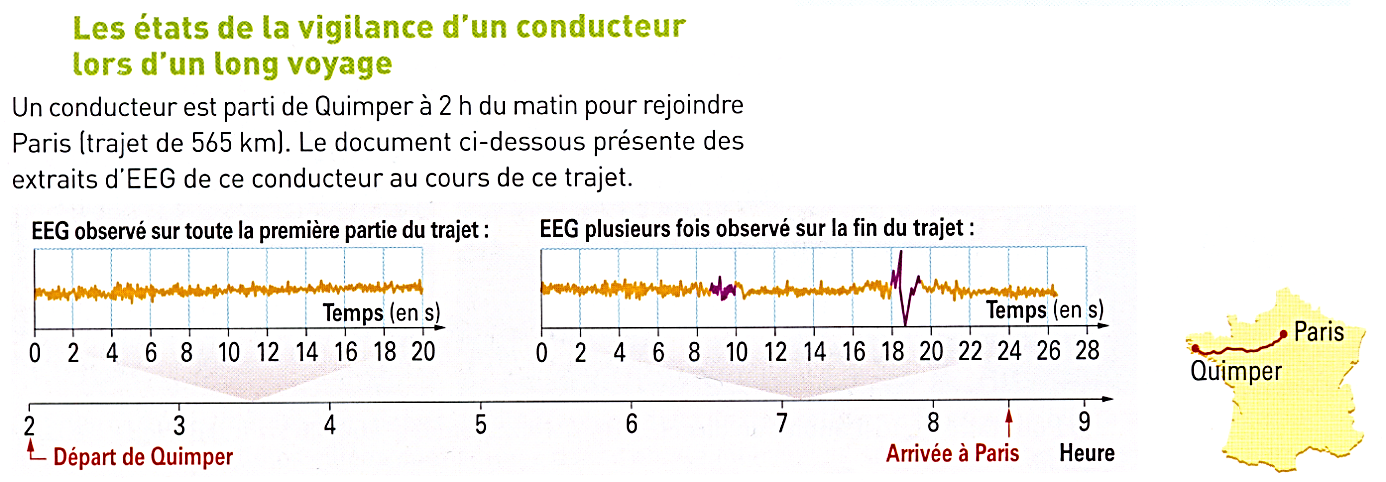 Les états de la vigilance d'un conducteur
lors d'un long voyage
Un conducteur est parti de Quimper à 2 h du matin pour rejoindre
Paris (trajet de 565 km). Le document ci-dessous présente des
extraits d'EEG de ce conducteur au cours de ce trajet.
EEG observé sur toute la première partie du trajet :
EEG plusieurs fois observé sur la fin du trajet :
Temps (en s)
Temps (en s)
0 2 4 6 8 10 12 14 16 18 20
0 2 4 6 8 10 12 14 16 18 20 22 24 26 28
Paris
Quimper
2 3 4 5 6 7 8 9
Départ de Quimper
Arrivée à Paris
Heure